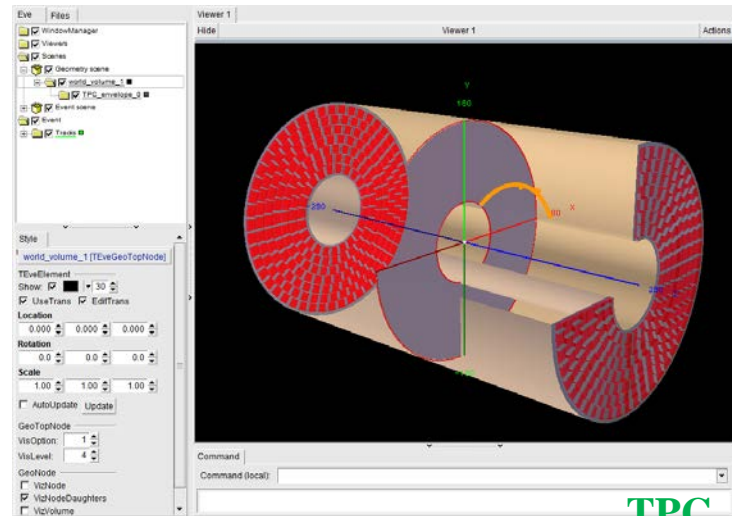 Eve Files
WindowManager
Viewers
Scenes
Geometry scene
world_volume_1
TPC_envelope_0
Event scene
Event
Tracks
Style
world_volume_1 [TEveGeoTopNode]
TEveElement
Show: 30
UseTrans EditTrans
Location
0.000 0.000 0.000
Rotation
0.0 0.0 0.0
Scale
1.00 1.00 1.00
AutoUpdate Update
GeoTopNode
VisOption: 1
VisLevel: 4
GeoNode
VizNode
VizNodeDaughters
VizVolume
Viewer 1
Hide Viewer 1 Actions
Y
X
Command
Command (local):
TPC